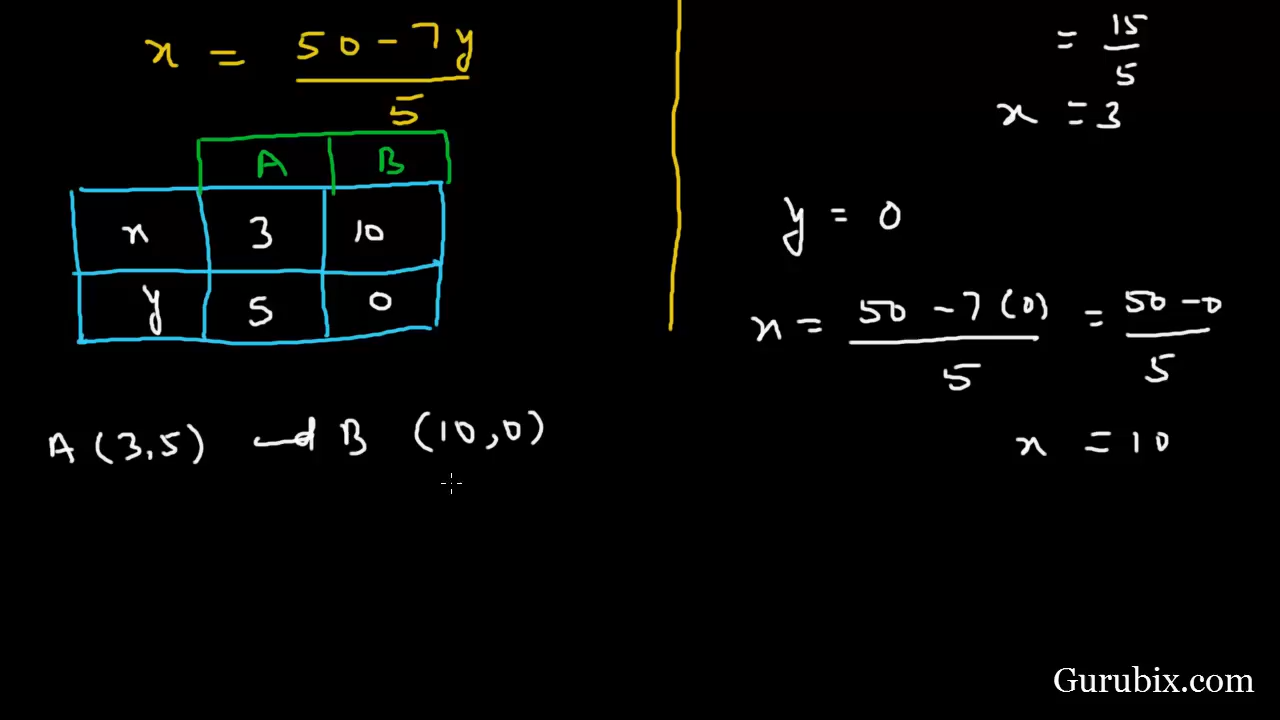 x = 50 - 7y
5
A B
x 3 10
y 5 0
A (3,5) and B (10,0)
= 15
5
x = 3
y = 0
x = 50 - 7(0) = 50 - 0
5 5
x = 10
Gurubix.com